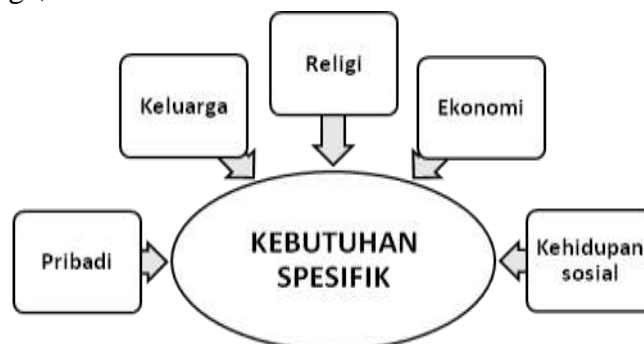 Religi
Keluarga
Ekonomi
KEBUTUHAN
SPESIFIK
Pribadi
Kehidupan
sosial